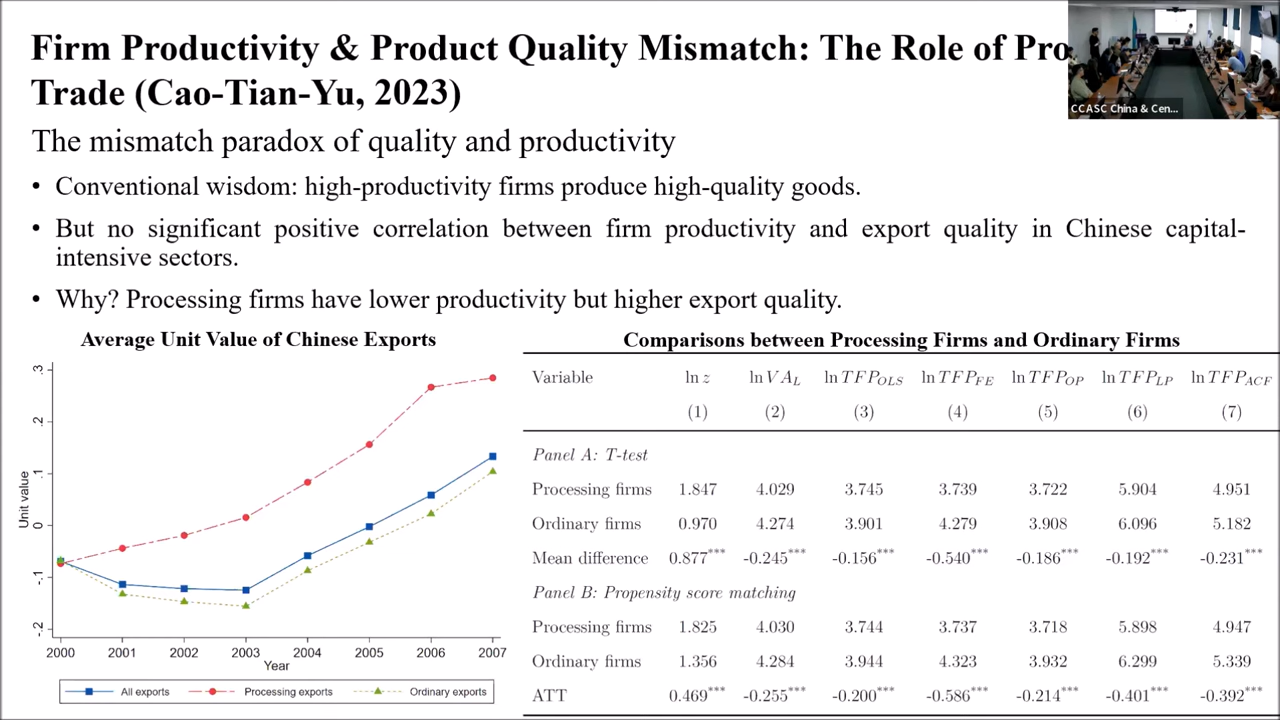 Firm Productivity & Product Quality Mismatch: The Role of Pro
Trade (Cao-Tian-Yu, 2023)
CCASC China & Cen...
The mismatch paradox of quality and productivity
• Conventional wisdom: high-productivity firms produce high-quality goods.
• But no significant positive correlation between firm productivity and export quality in Chinese capital-
intensive sectors.
• Why? Processing firms have lower productivity but higher export quality.
Average Unit Value of Chinese Exports
Unit value
.3
.2
.1
0
-.1
-.2
2000 2001 2002 2003 2004 2005 2006 2007
Year
All exports Processing exports Ordinary exports
Comparisons between Processing Firms and Ordinary Firms
Variable ln z ln VA_L ln TFP_OLS ln TFP_FE ln TFP_OP ln TFP_LP ln TFP_ACF
(1) (2) (3) (4) (5) (6) (7)
Panel A: T-test
Processing firms 1.847 4.029 3.745 3.739 3.722 5.904 4.951
Ordinary firms 0.970 4.274 3.901 4.279 3.908 6.096 5.182
Mean difference 0.877*** -0.245*** -0.156*** -0.540*** -0.186*** -0.192*** -0.231***
Panel B: Propensity score matching
Processing firms 1.825 4.030 3.744 3.737 3.718 5.898 4.947
Ordinary firms 1.356 4.284 3.944 4.323 3.932 6.299 5.339
ATT 0.469*** -0.255*** -0.200*** -0.586*** -0.214*** -0.401*** -0.392***